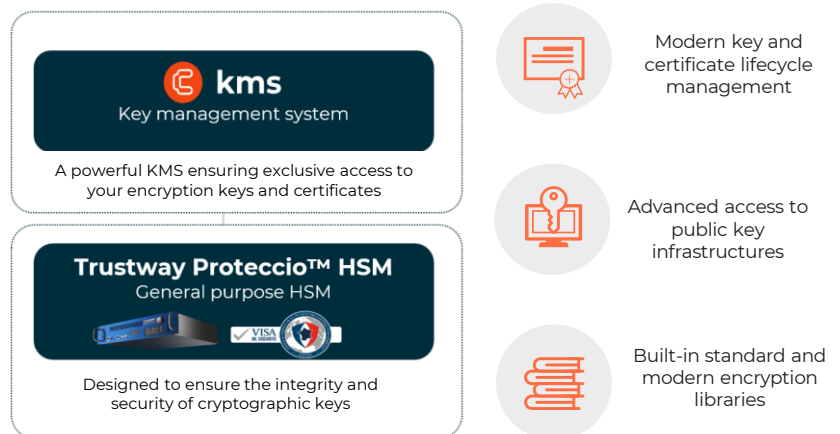 kms
Key management system
A powerful KMS ensuring exclusive access to
your encryption keys and certificates
Trustway Proteccio™ HSM
General purpose HSM
VISA
DE SÉCURITÉ
Designed to ensure the integrity and
security of cryptographic keys
Modern key and
certificate lifecycle
management
Advanced access to
public key
infrastructures
Built-in standard and
modern encryption
libraries